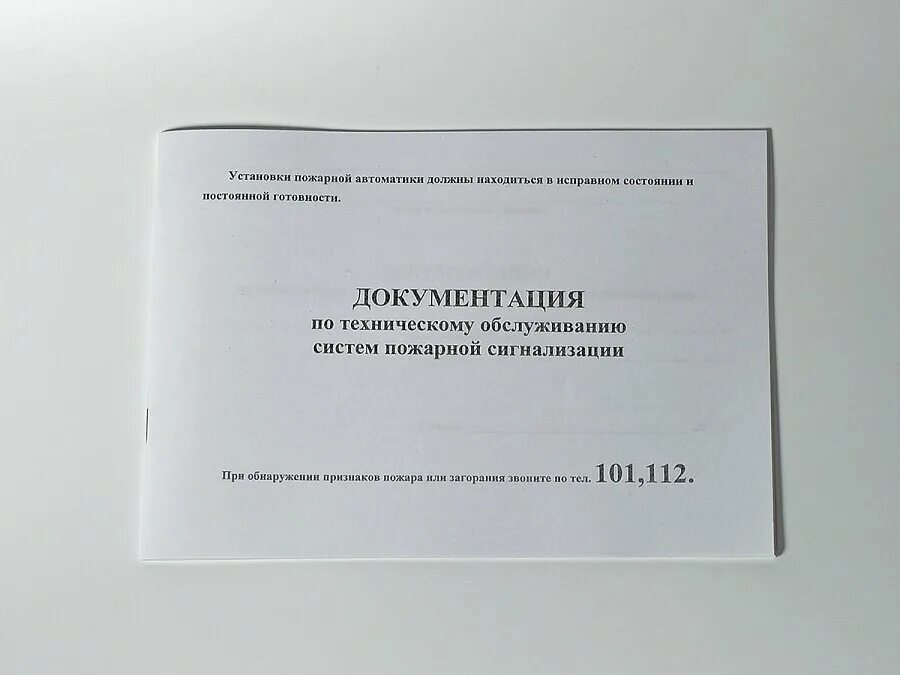 Установки пожарной автоматики должны находиться в исправном состоянии и
постоянной готовности.
ДОКУМЕНТАЦИЯ
по техническому обслуживанию
систем пожарной сигнализации
При обнаружении признаков пожара или загорания звоните по тел. 101,112.